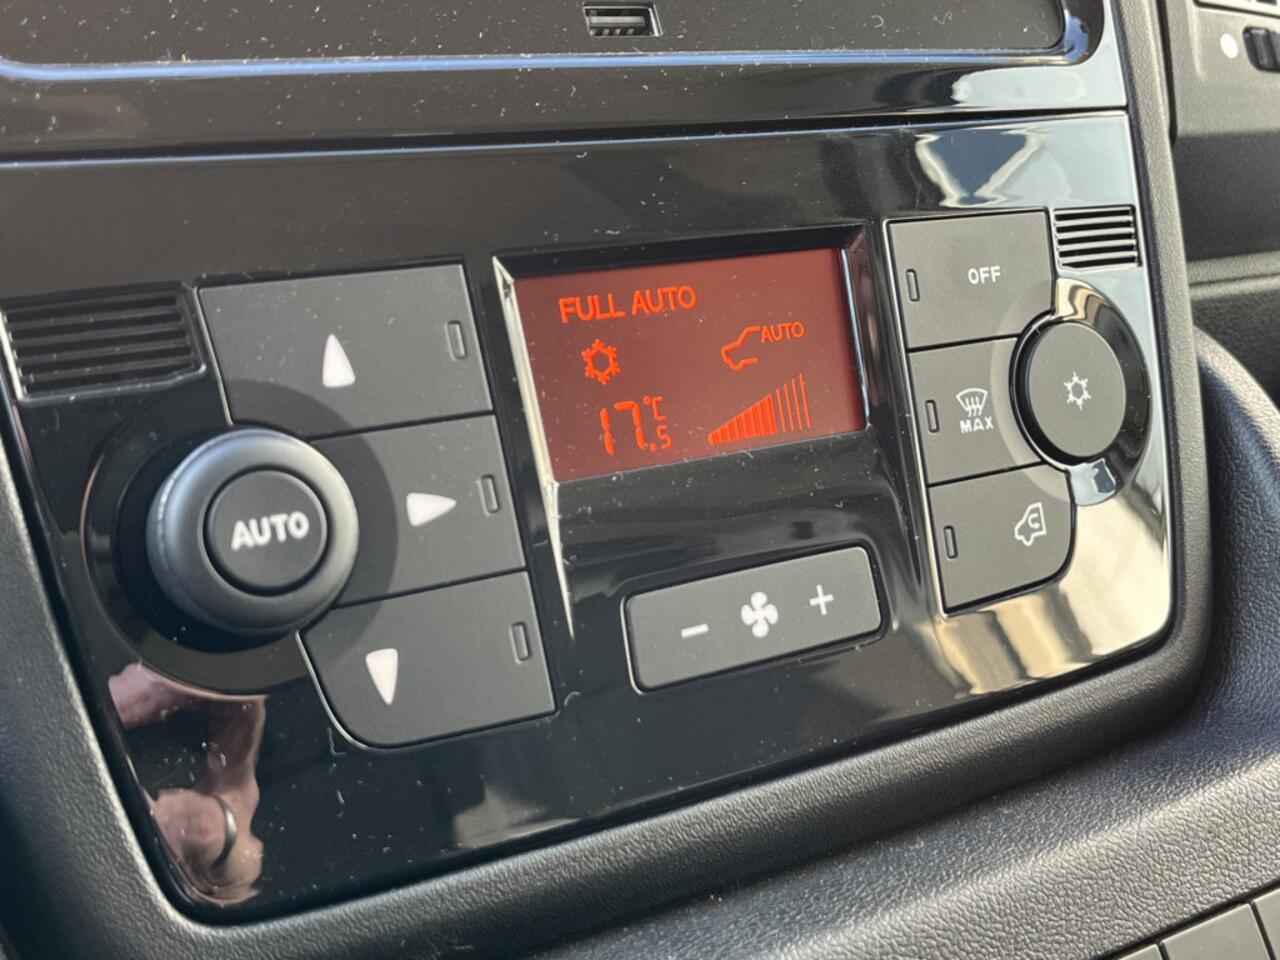 FULL AUTO
AUTO
17.5 °C
AUTO
OFF
MAX
- +